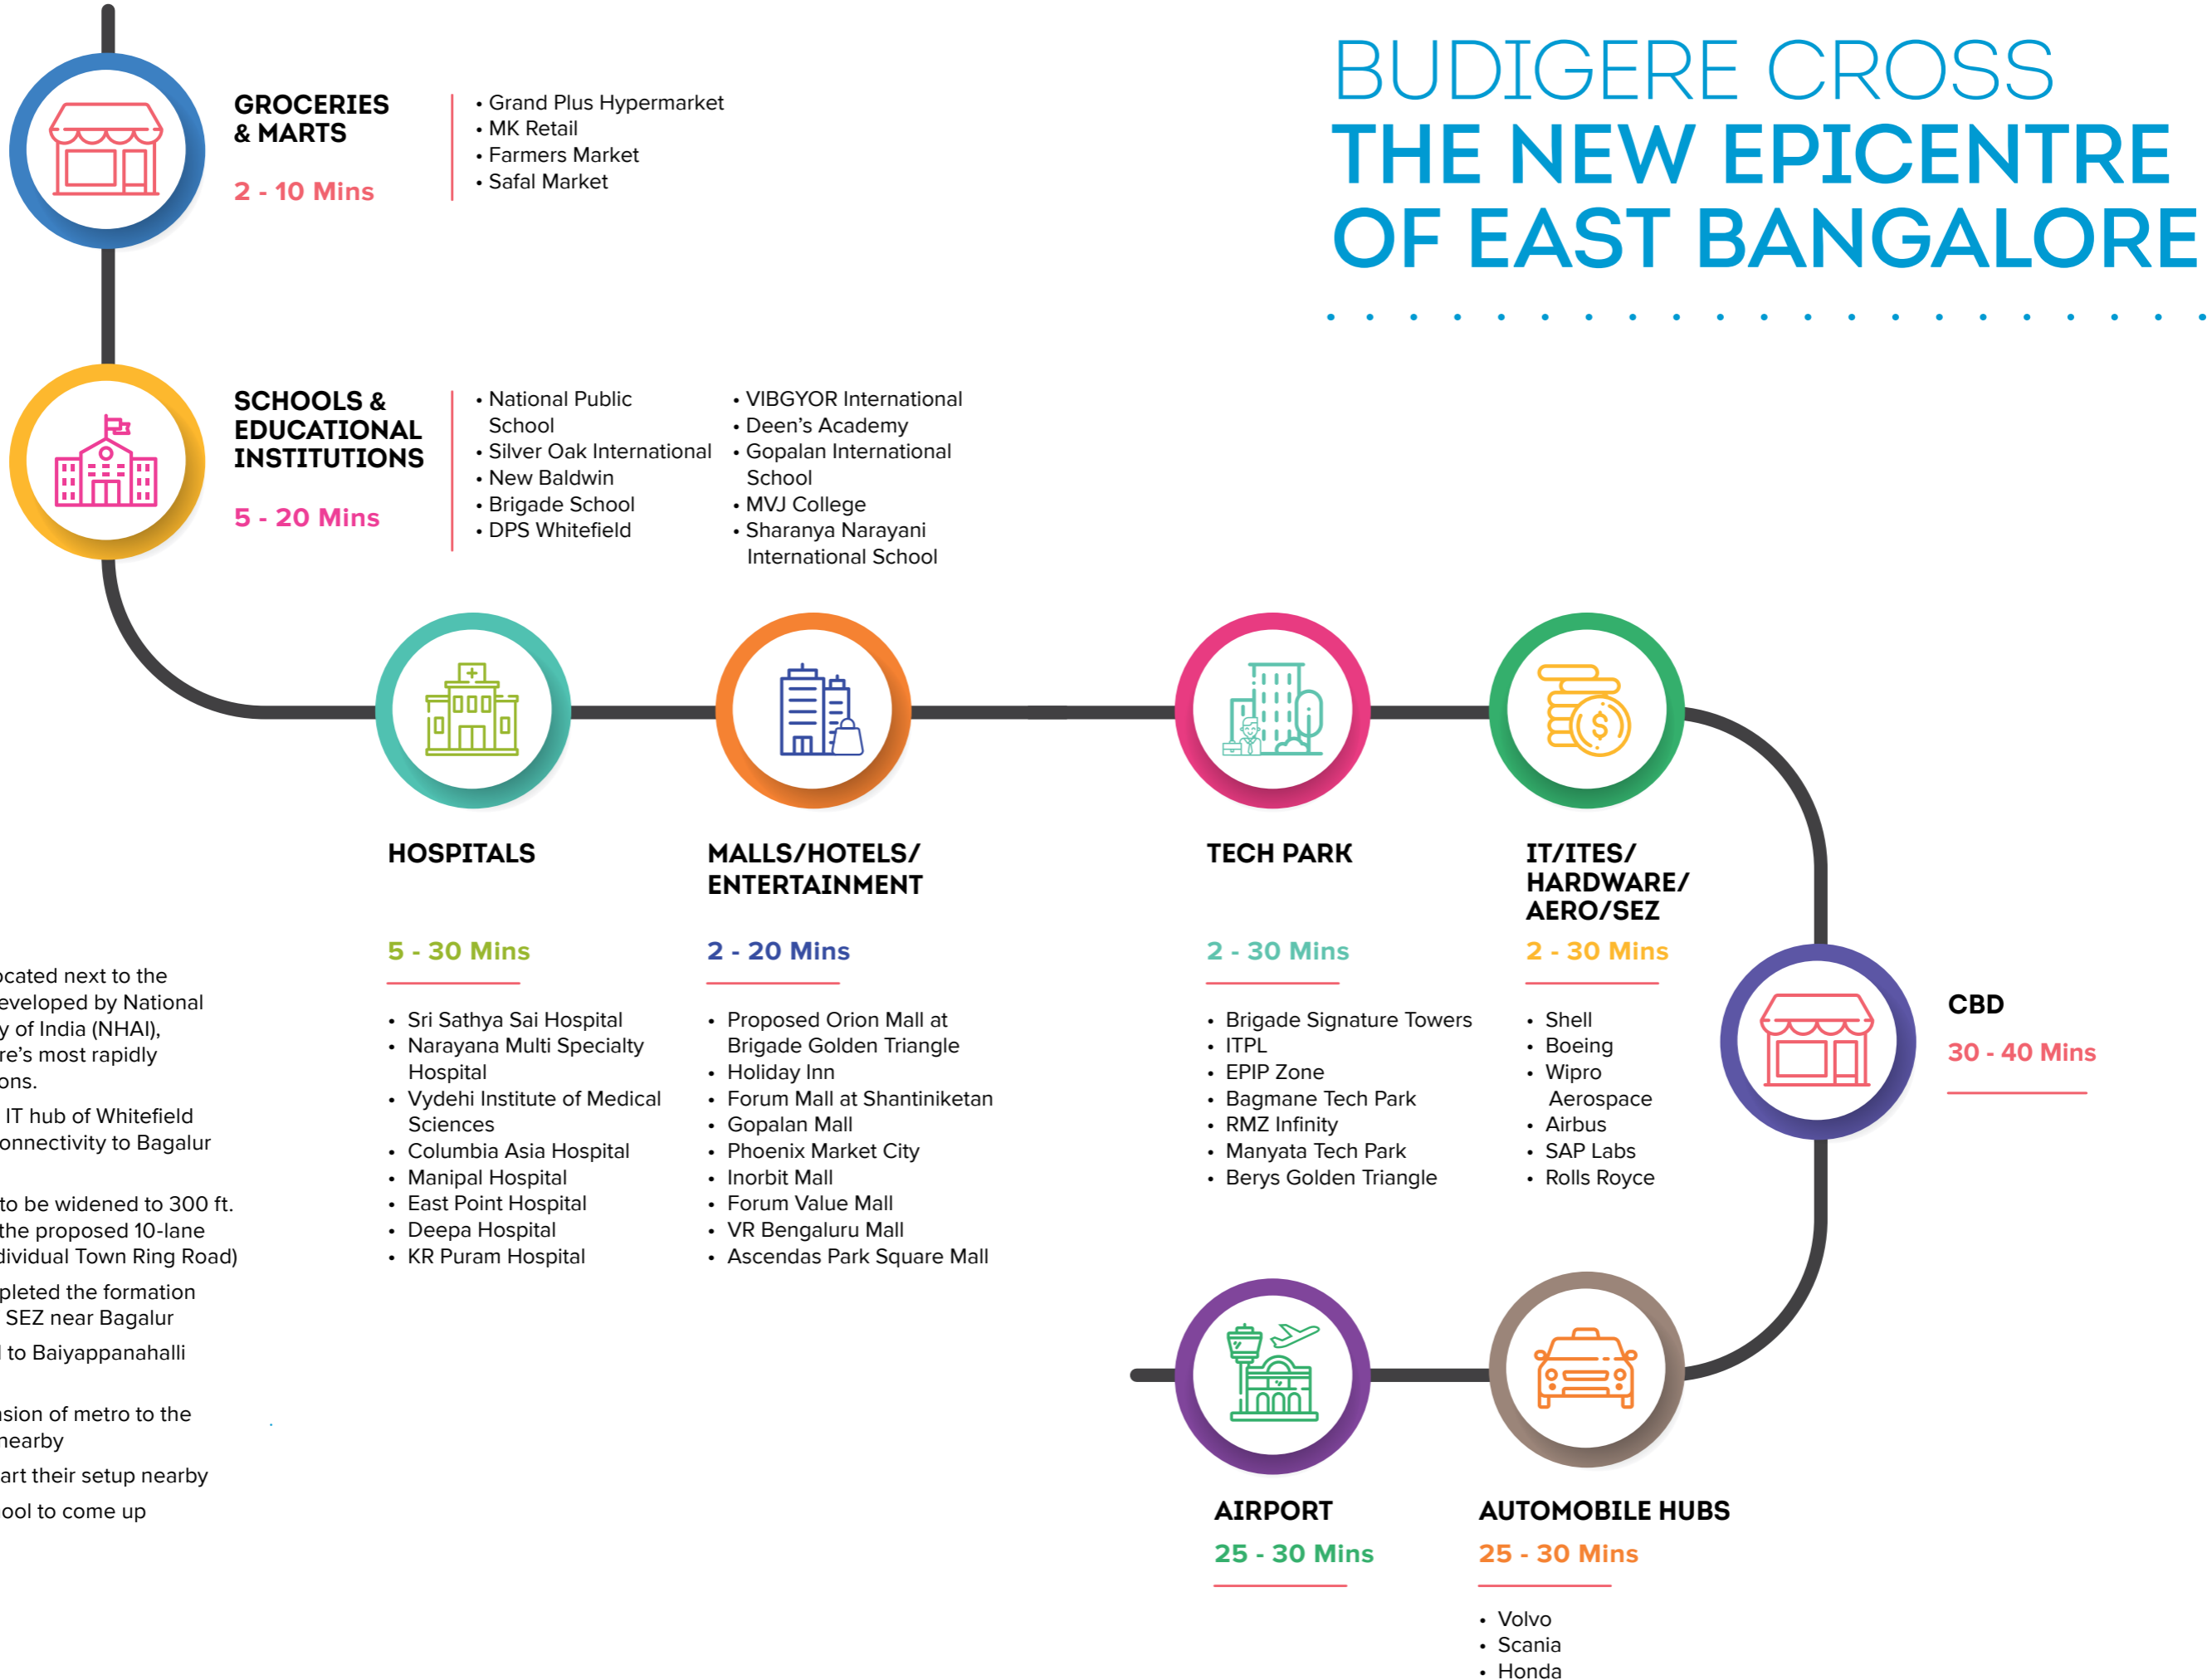 BUDIGERE CROSS
THE NEW EPICENTRE
OF EAST BANGALORE
GROCERIES
& MARTS
2 - 10 Mins
• Grand Plus Hypermarket
• MK Retail
• Farmers Market
• Safal Market
SCHOOLS &
EDUCATIONAL
INSTITUTIONS
5 - 20 Mins
• National Public
School
• Silver Oak International
• New Baldwin
• Brigade School
• DPS Whitefield
• VIBGYOR International
• Deen's Academy
• Gopalan International
School
• MVJ College
• Sharanya Narayani
International School
HOSPITALS
5 - 30 Mins
• Sri Sathya Sai Hospital
• Narayana Multi Specialty
Hospital
• Vydehi Institute of Medical
Sciences
• Columbia Asia Hospital
• Manipal Hospital
• East Point Hospital
• Deepa Hospital
• KR Puram Hospital
MALLS/HOTELS/
ENTERTAINMENT
2 - 20 Mins
• Proposed Orion Mall at
Brigade Golden Triangle
• Holiday Inn
• Forum Mall at Shantiniketan
• Gopalan Mall
• Phoenix Market City
• Inorbit Mall
• Forum Value Mall
• VR Bengaluru Mall
• Ascendas Park Square Mall
TECH PARK
2 - 30 Mins
• Brigade Signature Towers
• ITPL
• EPIP Zone
• Bagmane Tech Park
• RMZ Infinity
• Manyata Tech Park
• Berys Golden Triangle
IT/ITES/
HARDWARE/
AERO/SEZ
2 - 30 Mins
• Shell
• Boeing
• Wipro
Aerospace
• Airbus
• SAP Labs
• Rolls Royce
CBD
30 - 40 Mins
AIRPORT
25 - 30 Mins
AUTOMOBILE HUBS
25 - 30 Mins
• Volvo
• Scania
• Honda
next to the
by National
y of India (NHAI),
re's most rapidly
ons.
IT hub of Whitefield
onnectivity to Bagalur
to be widened to 300 ft.
the proposed 10-lane
dividual Town Ring Road)
pleted the formation
SEZ near Bagalur
to Baiyappanahalli
nsion of metro to the
nearby
art their setup nearby
ool to come up